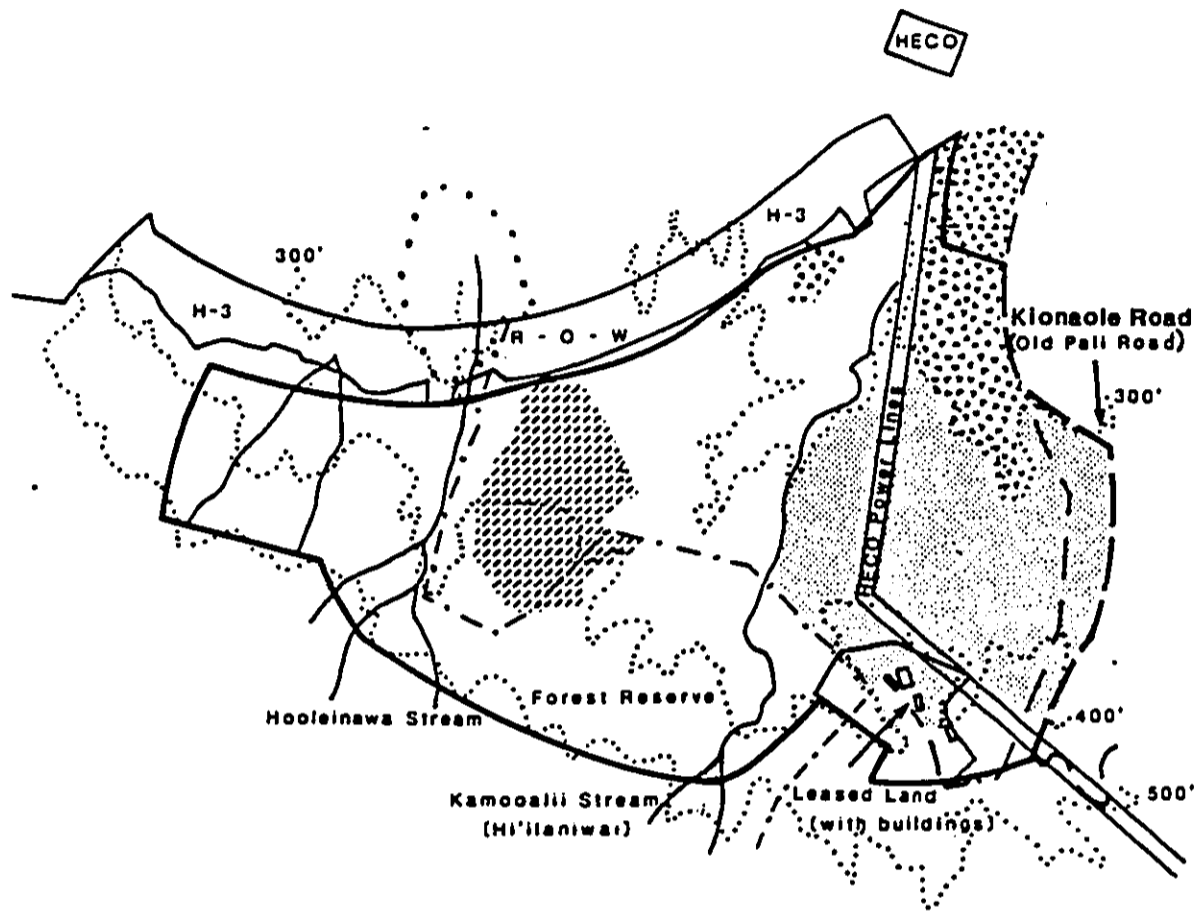 HECO
H-3
300'
H-3
R - O - W
Kionaole Road
(Old Pali Road)
300'
HECO Power Lines
Forest Reserve
Hooleinawa Stream
400'
Kamooalii Stream
(Hi'ilaniwai)
Leased Land
(with buildings)
500'